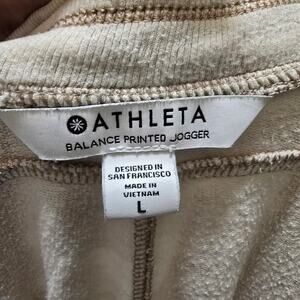 ATHLETA
BALANCE PRINTED JOGGER
DESIGNED IN
SAN FRANCISCO
MADE IN
VIETNAM
L